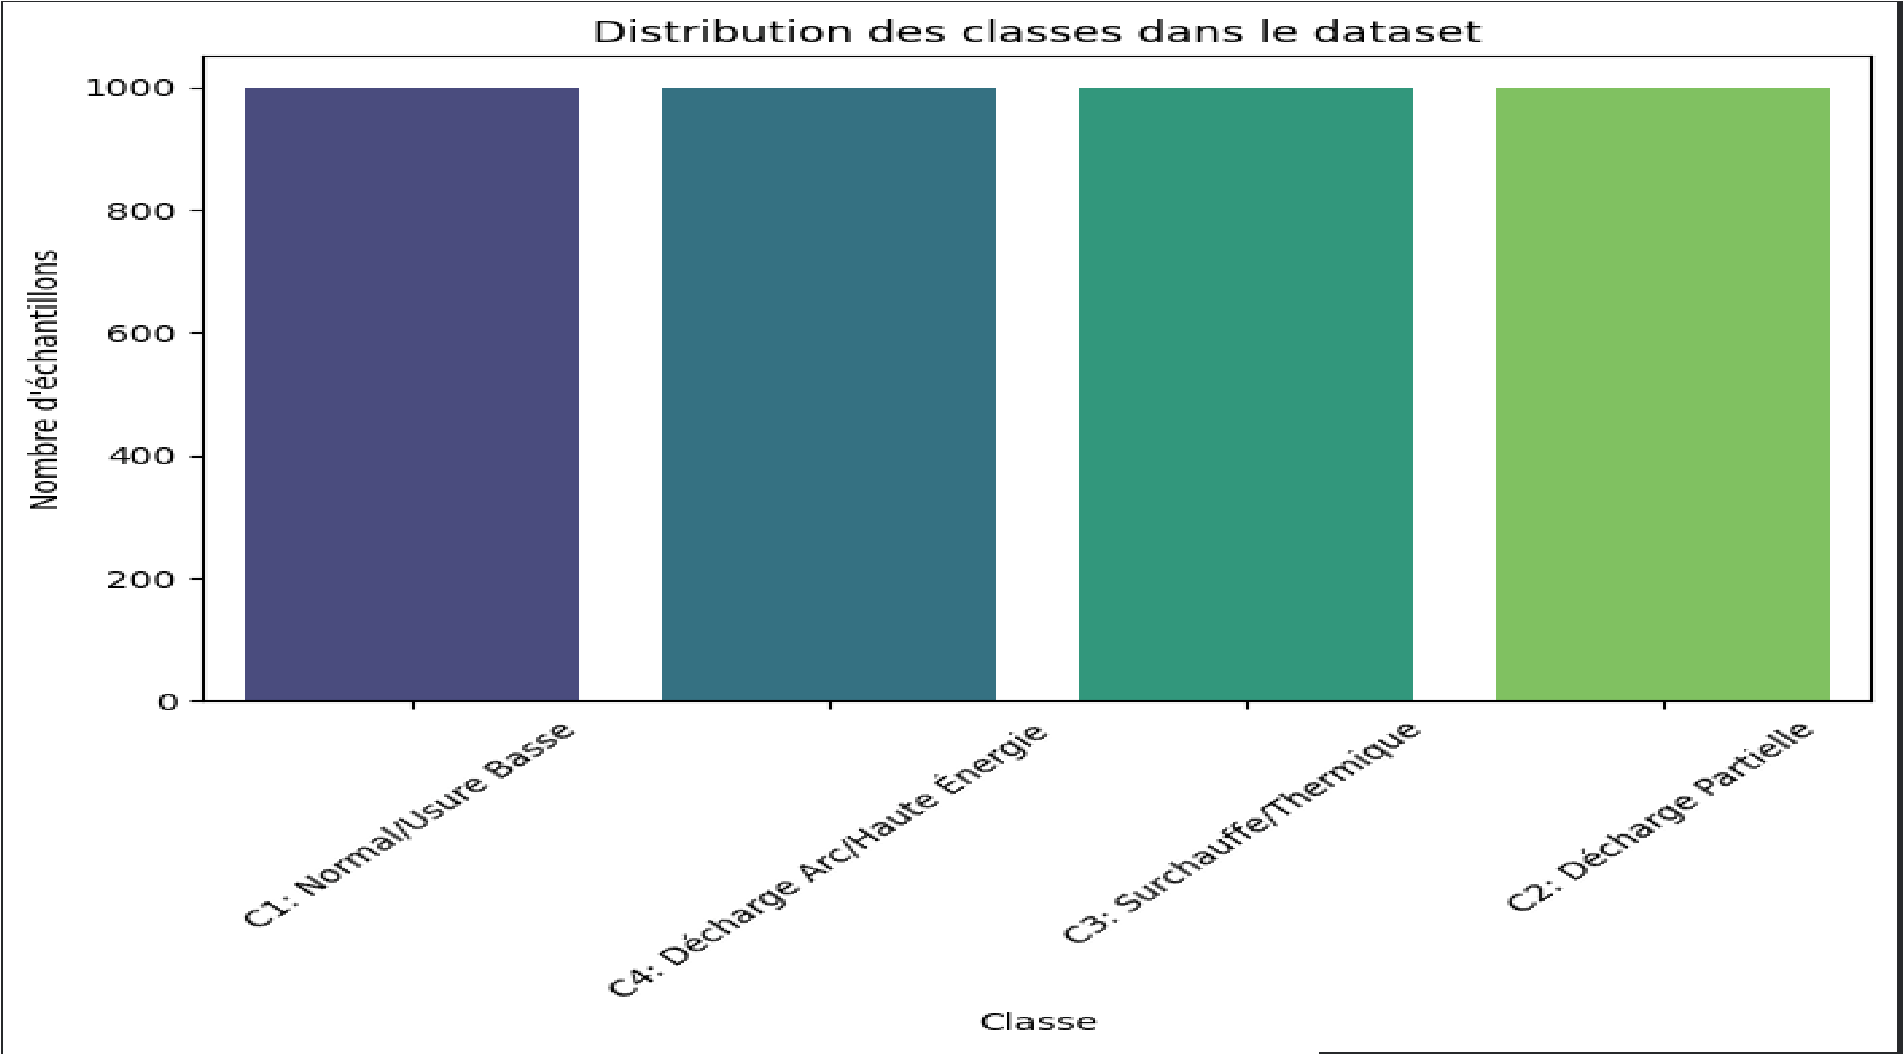 Distribution des classes dans le dataset
1000
800
600
400
200
0
Nombre d'échantillons
C1: Normal/Usure Basse
C4: Décharge Arc/Haute Énergie
C3: Surchauffe/Thermique
C2: Décharge Partielle
Classe